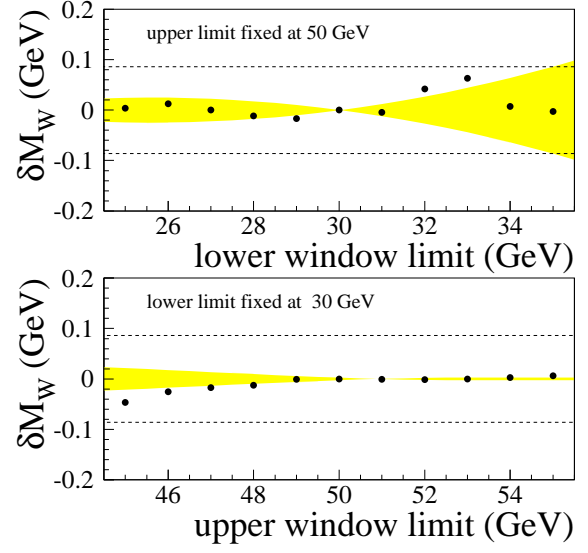 0.2
upper limit fixed at 50 GeV
0.1
0
-0.1
-0.2
δM_W (GeV)
26 28 30 32 34
lower window limit (GeV)
0.2
lower limit fixed at 30 GeV
0.1
0
-0.1
-0.2
δM_W (GeV)
46 48 50 52 54
upper window limit (GeV)